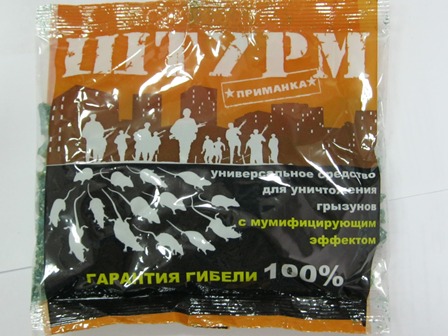 ШТУРМ
★ПРИМАНКА★
универсальное средство
для уничтожения
грызунов
с мумифицирующим
эффектом
ГАРАНТИЯ ГИБЕЛИ 100%